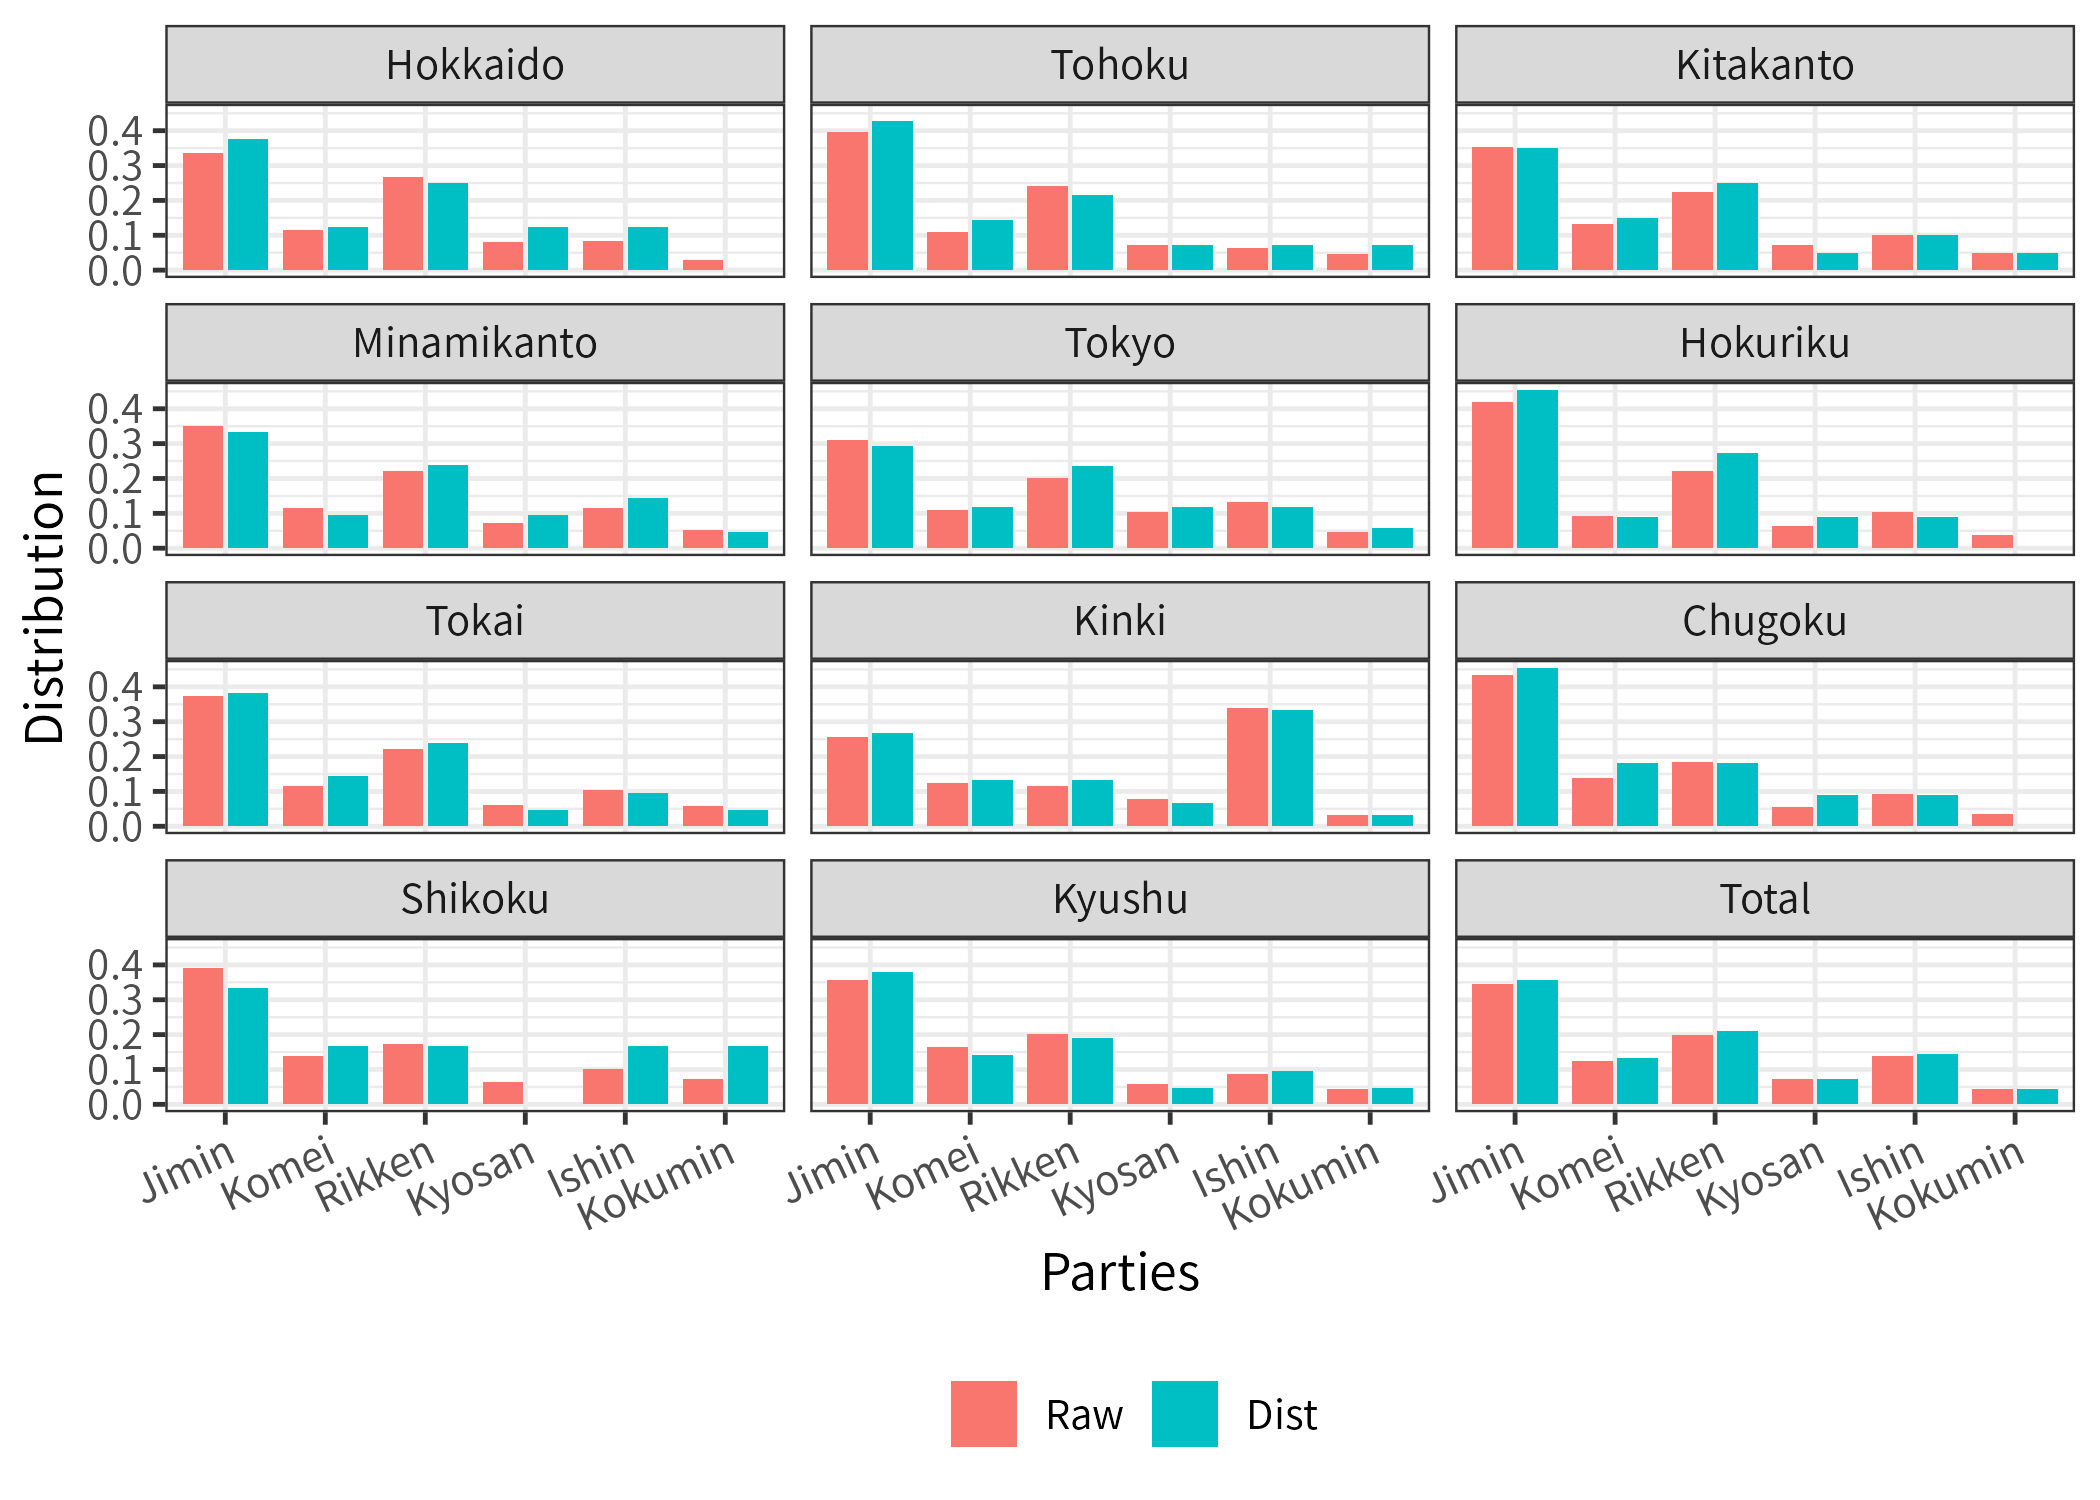 Hokkaido
Tohoku
Kitakanto
0.4
0.3
0.2
0.1
0.0
Minamikanto
Tokyo
Hokuriku
0.4
0.3
0.2
0.1
0.0
Tokai
Kinki
Chugoku
0.4
0.3
0.2
0.1
0.0
Shikoku
Kyushu
Total
0.4
0.3
0.2
0.1
0.0
Distribution
Jimin
Komei
Rikken
Kyosan
Ishin
Kokumin
Jimin
Komei
Rikken
Kyosan
Ishin
Kokumin
Jimin
Komei
Rikken
Kyosan
Ishin
Kokumin
Parties
Raw
Dist